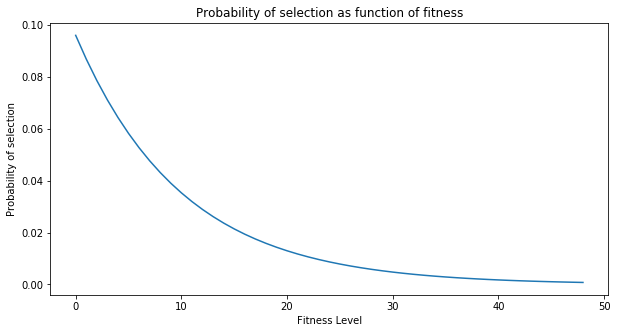 Probability of selection as function of fitness
0.10
0.08
0.06
0.04
0.02
0.00
Probability of selection
0 10 20 30 40 50
Fitness Level